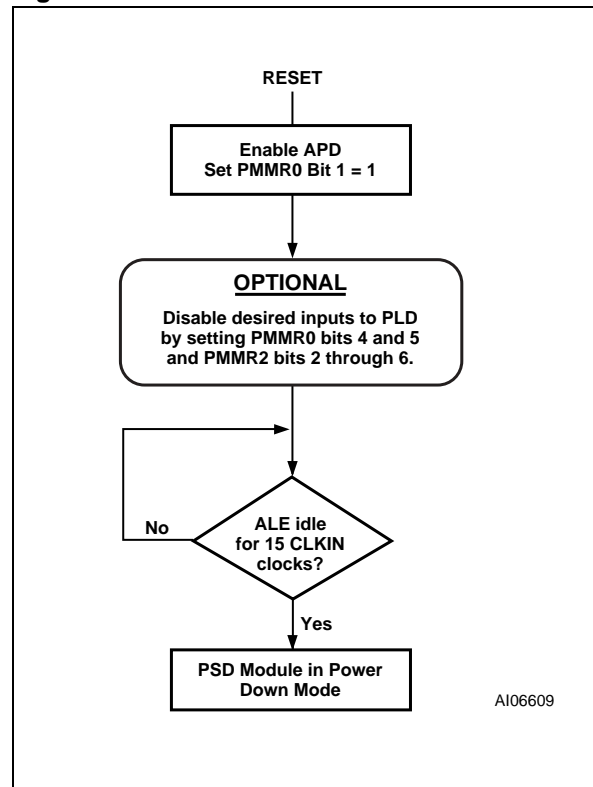 RESET
Enable APD
Set PMMR0 Bit 1 = 1
OPTIONAL
Disable desired inputs to PLD
by setting PMMR0 bits 4 and 5
and PMMR2 bits 2 through 6.
No
ALE idle
for 15 CLKIN
clocks?
Yes
PSD Module in Power
Down Mode
AI06609